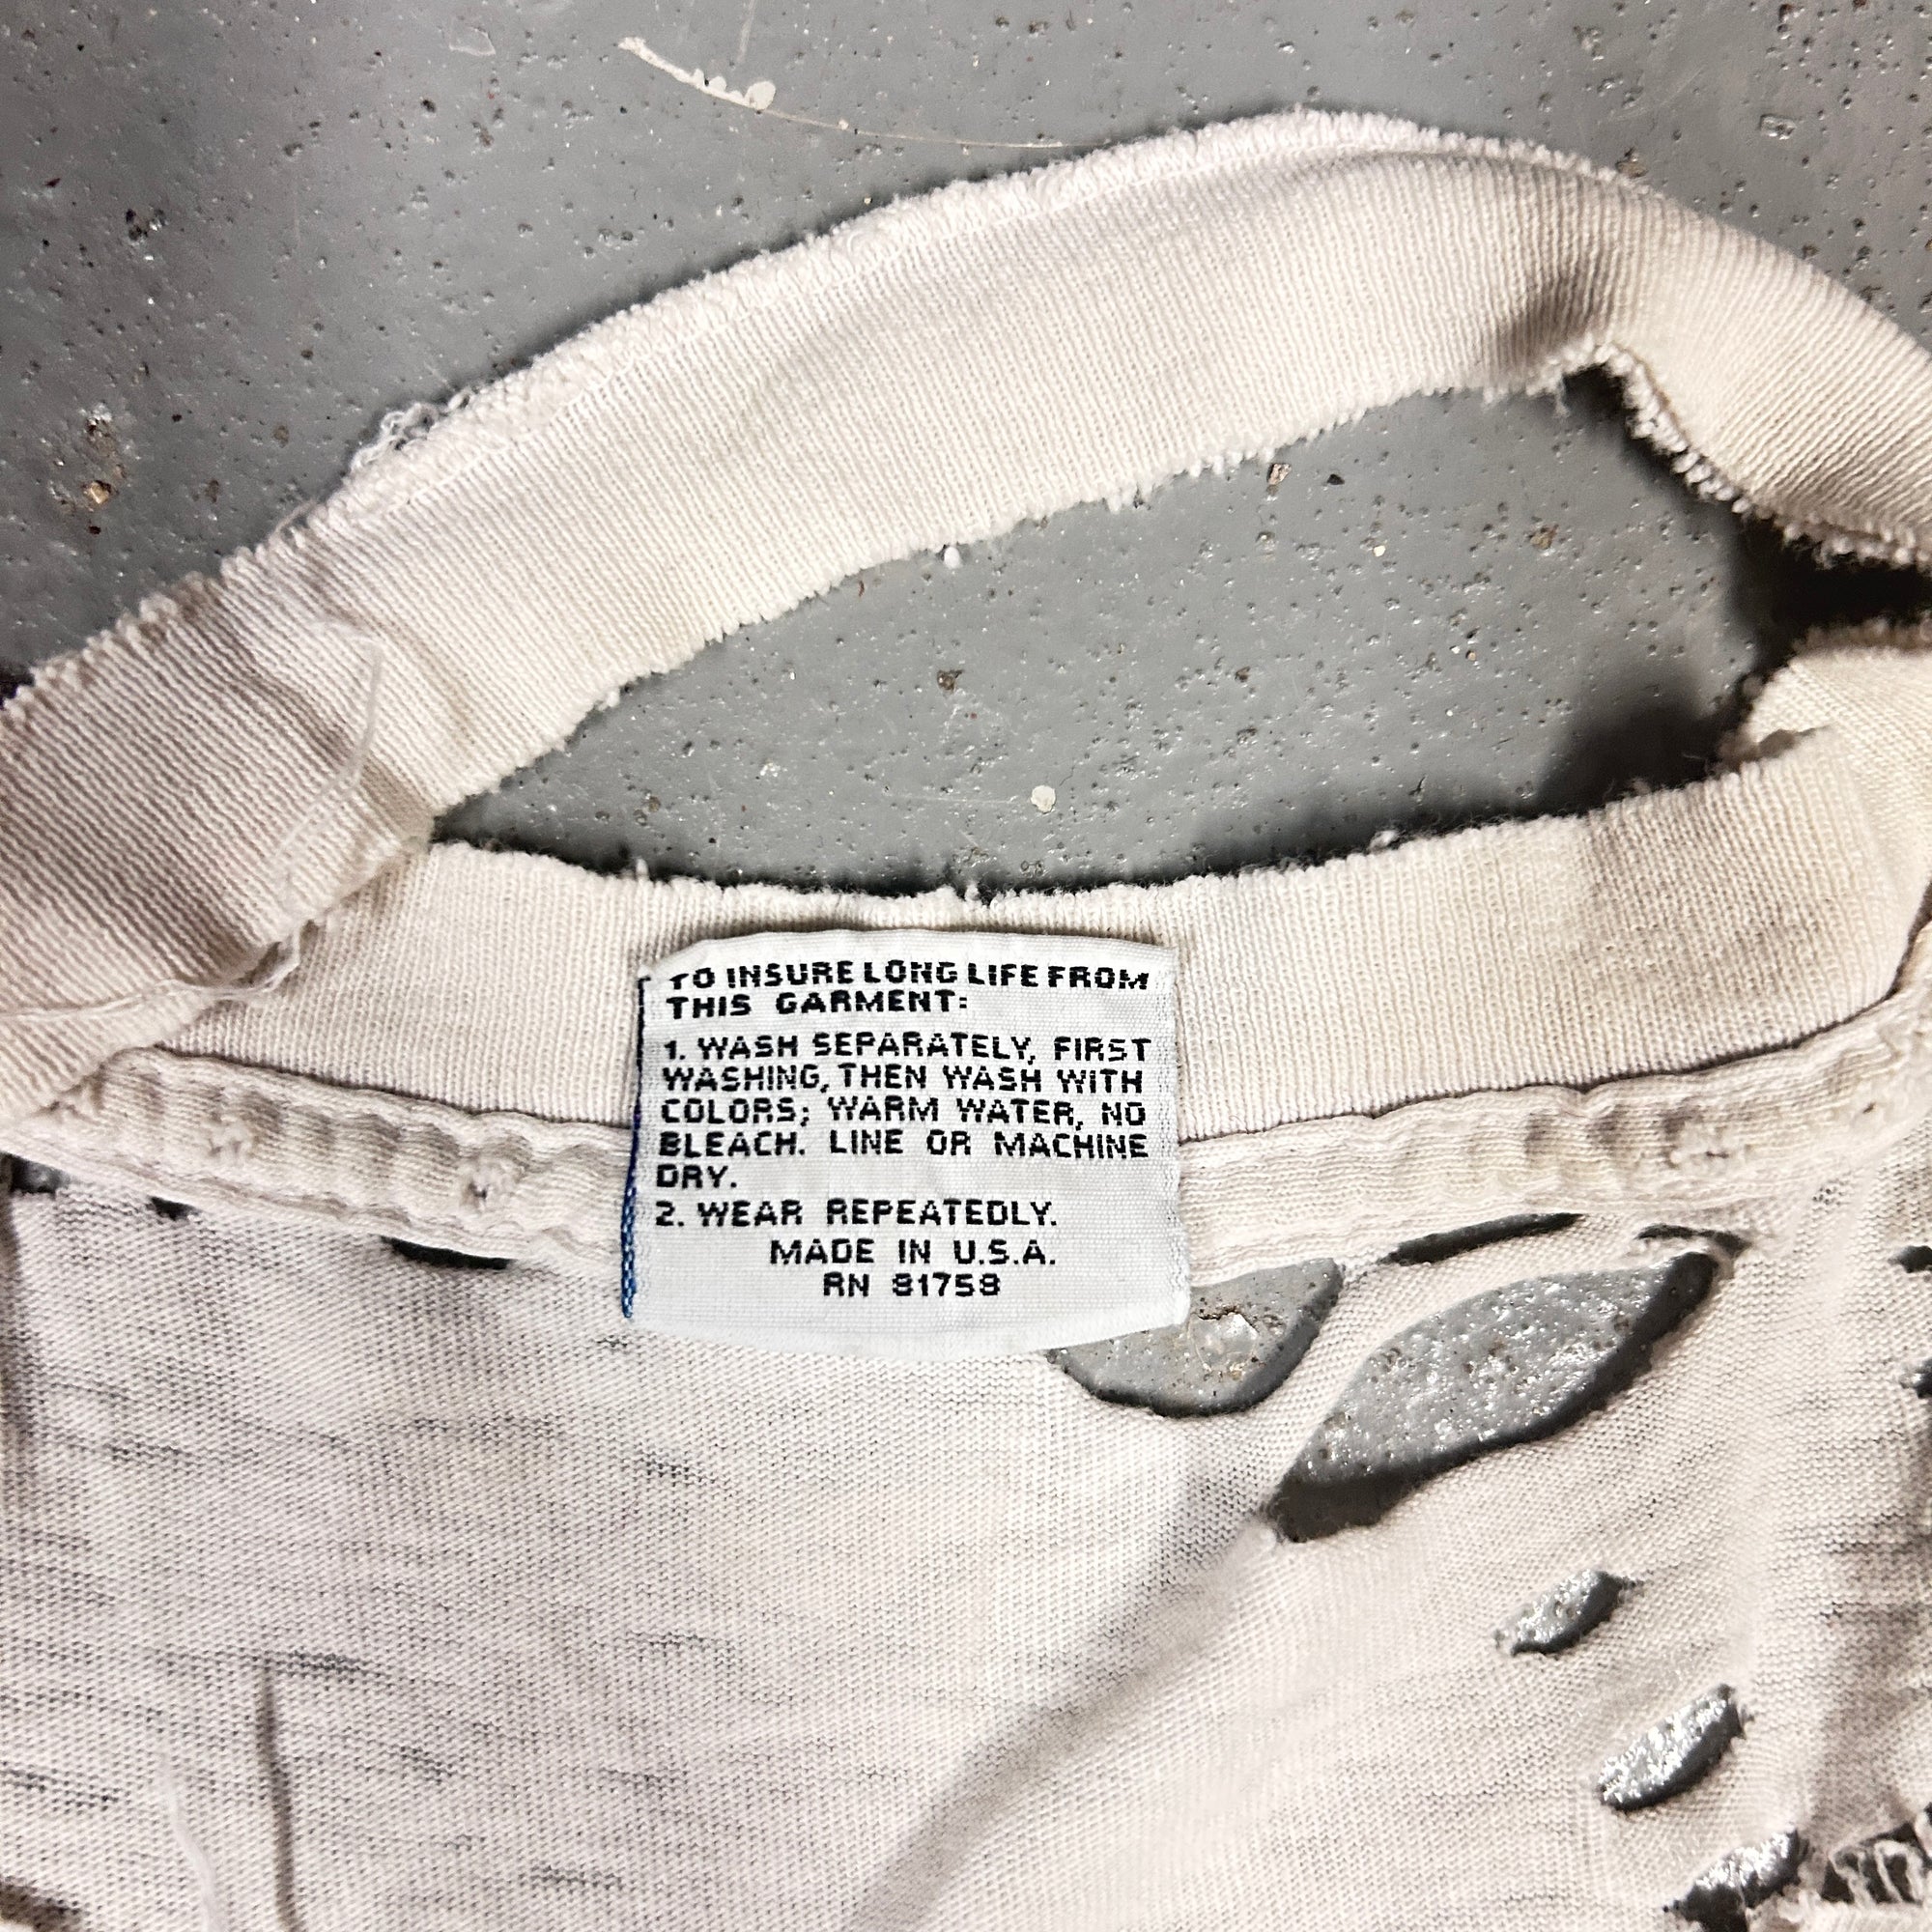 TO INSURE LONG LIFE FROM
THIS GARMENT:
1. WASH SEPARATELY, FIRST
WASHING, THEN WASH WITH
COLORS; WARM WATER, NO
BLEACH. LINE OR MACHINE
DRY.
2. WEAR REPEATEDLY.
MADE IN U.S.A.
RN 81758